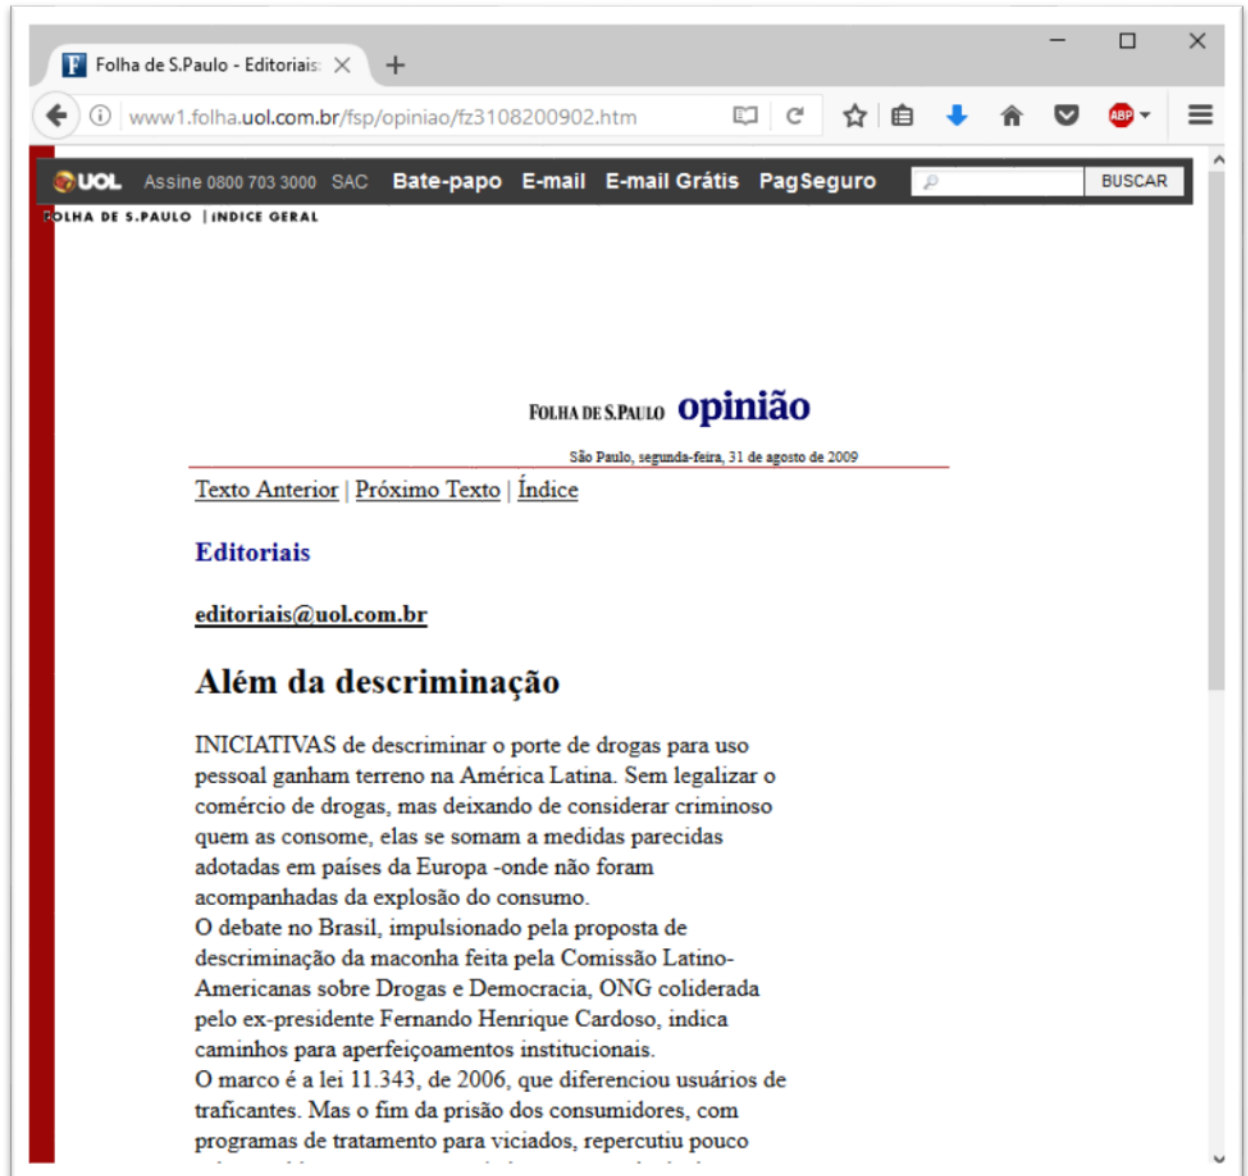 Folha de S.Paulo - Editoriais:
www1.folha.uol.com.br/fsp/opiniao/fz3108200902.htm
ABP
UOL Assine 0800 703 3000 SAC Bate-papo E-mail E-mail Grátis PagSeguro BUSCAR
FOLHA DE S.PAULO | ÍNDICE GERAL
FOLHA DE S.PAULO opinião
São Paulo, segunda-feira, 31 de agosto de 2009
Texto Anterior | Próximo Texto | Índice
Editoriais
editoriais@uol.com.br
Além da descriminação
INICIATIVAS de descriminar o porte de drogas para uso
pessoal ganham terreno na América Latina. Sem legalizar o
comércio de drogas, mas deixando de considerar criminoso
quem as consome, elas se somam a medidas parecidas
adotadas em países da Europa -onde não foram
acompanhadas da explosão do consumo.
O debate no Brasil, impulsionado pela proposta de
descriminação da maconha feita pela Comissão Latino-
Americanas sobre Drogas e Democracia, ONG coliderada
pelo ex-presidente Fernando Henrique Cardoso, indica
caminhos para aperfeiçoamentos institucionais.
O marco é a lei 11.343, de 2006, que diferenciou usuários de
traficantes. Mas o fim da prisão dos consumidores, com
programas de tratamento para viciados, repercutiu pouco